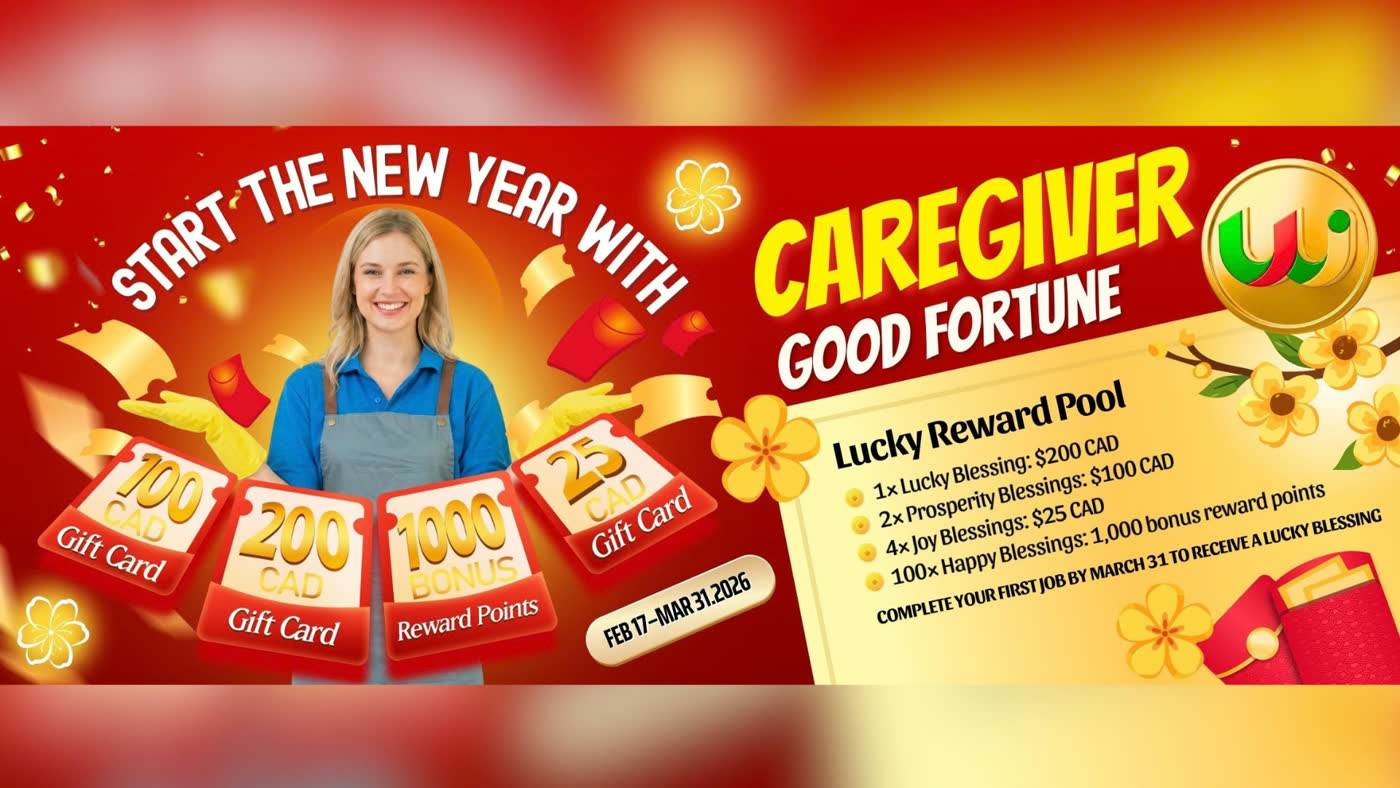 START THE NEW YEAR WITH
100
CAD
Gift Card
200
CAD
Gift Card
1000
BONUS
Reward Points
25
CAD
Gift Card
FEB 17–MAR 31.2026
CAREGIVER
GOOD FORTUNE
Lucky Reward Pool
1× Lucky Blessing: $200 CAD
2× Prosperity Blessings: $100 CAD
4× Joy Blessings: $25 CAD
100× Happy Blessings: 1,000 bonus reward points
COMPLETE YOUR FIRST JOB BY MARCH 31 TO RECEIVE A LUCKY BLESSING